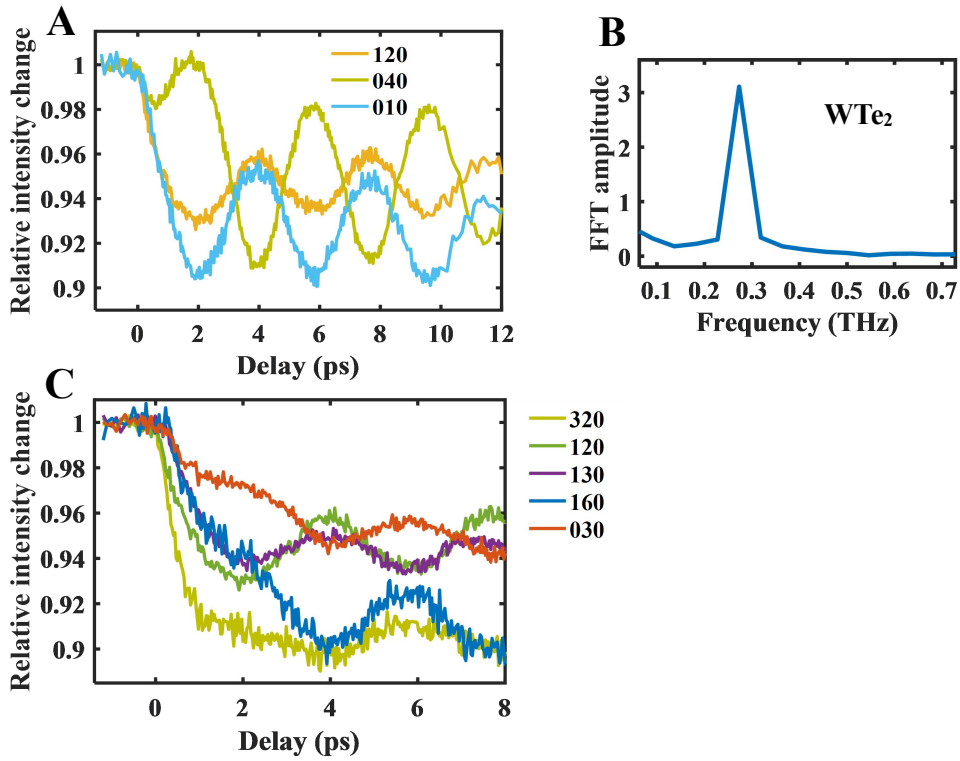 A
Relative intensity change
1
0.98
0.96
0.94
0.92
0.9
120
040
010
0 2 4 6 8 10 12
Delay (ps)
B
FFT amplitude
3
2
1
0
WTe₂
0.1 0.2 0.3 0.4 0.5 0.6 0.7
Frequency (THz)
C
Relative intensity change
1
0.98
0.96
0.94
0.92
0.9
0 2 4 6 8
Delay (ps)
320
120
130
160
030